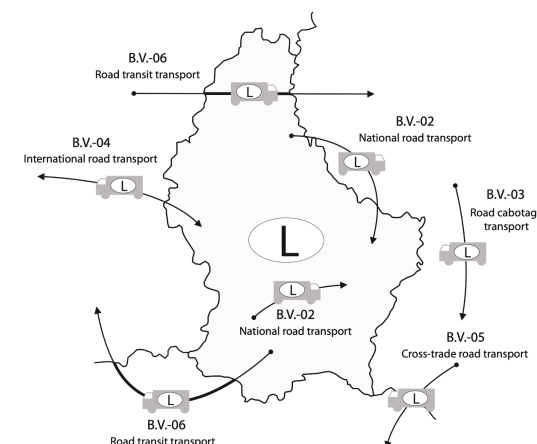 B.V.-06
Road transit transport
L
B.V.-02
National road transport
L
B.V.-04
International road transport
L
B.V.-03
Road cabotag
transport
L
L
L
B.V.-02
National road transport
B.V.-05
Cross-trade road transport
L
L
B.V.-06
Road transit transport